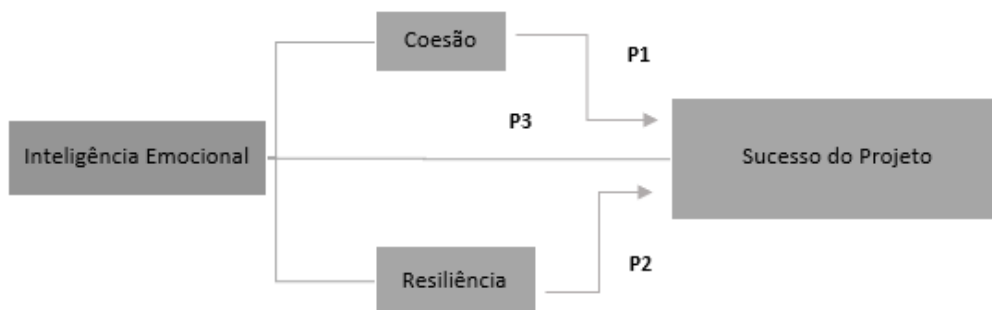 Coesão
P1
P3
Inteligência Emocional
Sucesso do Projeto
Resiliência
P2